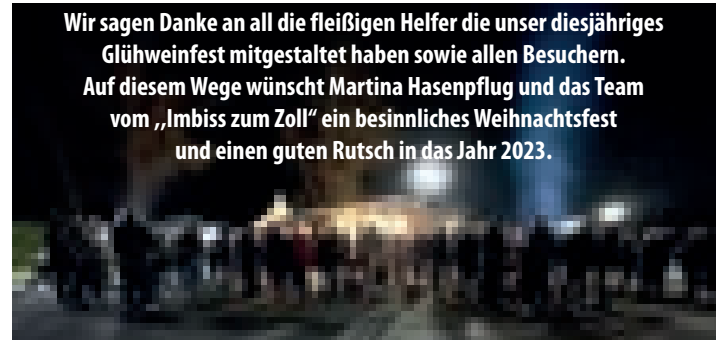 Wir sagen Danke an all die fleißigen Helfer die unser diesjähriges
Glühweinfest mitgestaltet haben sowie allen Besuchern.
Auf diesem Wege wünscht Martina Hasenpflug und das Team
vom ,,Imbiss zum Zoll“ ein besinnliches Weihnachtsfest
und einen guten Rutsch in das Jahr 2023.